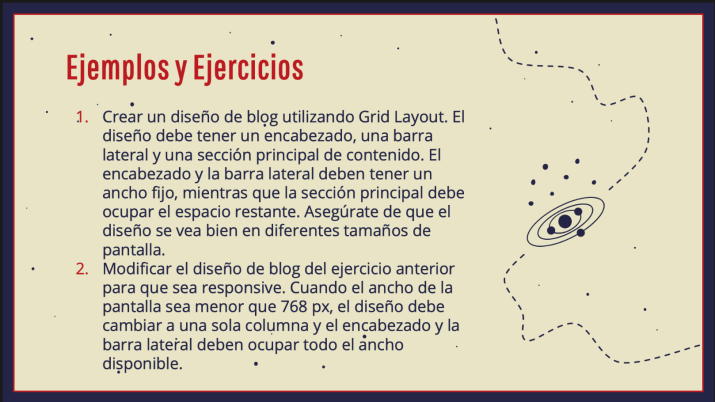 Ejemplos y Ejercicios
1. Crear un diseño de blog utilizando Grid Layout. El
diseño debe tener un encabezado, una barra
lateral y una sección principal de contenido. El
encabezado y la barra lateral deben tener un
ancho fijo, mientras que la sección principal debe
ocupar el espacio restante. Asegúrate de que el
diseño se vea bien en diferentes tamaños de
pantalla.
2. Modificar el diseño de blog del ejercicio anterior
para que sea responsive. Cuando el ancho de la
pantalla sea menor que 768 px, el diseño debe
cambiar a una sola columna y el encabezado y la
barra lateral deben ocupar todo el ancho
disponible.